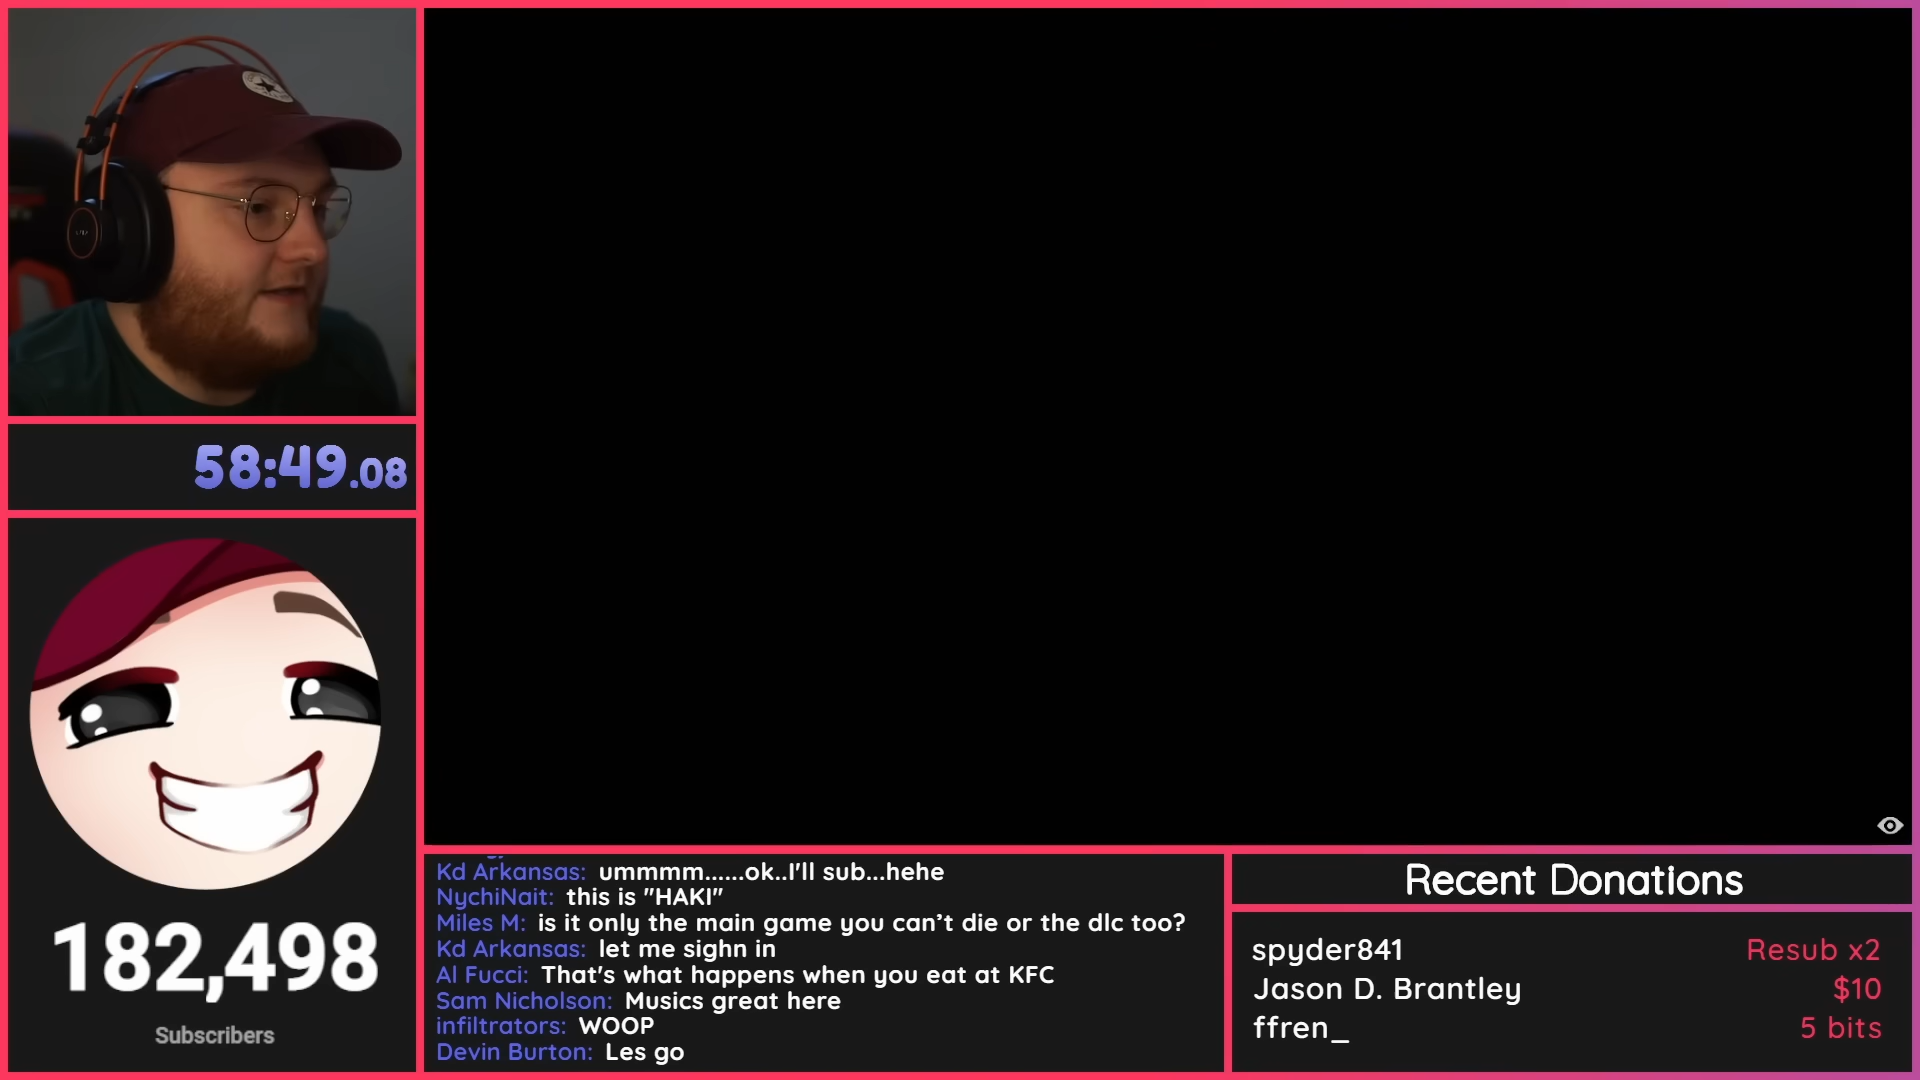 58:49.08
182,498
Subscribers
Kd Arkansas: ummmm......ok..I'll sub...hehe
NychiNait: this is "HAKI"
Miles M: is it only the main game you can't die or the dlc too?
Kd Arkansas: let me sighn in
Al Fucci: That's what happens when you eat at KFC
Sam Nicholson: Musics great here
infiltrators: WOOP
Devin Burton: Les go
Recent Donations
spyder841 Resub x2
Jason D. Brantley $10
ffren_ 5 bits